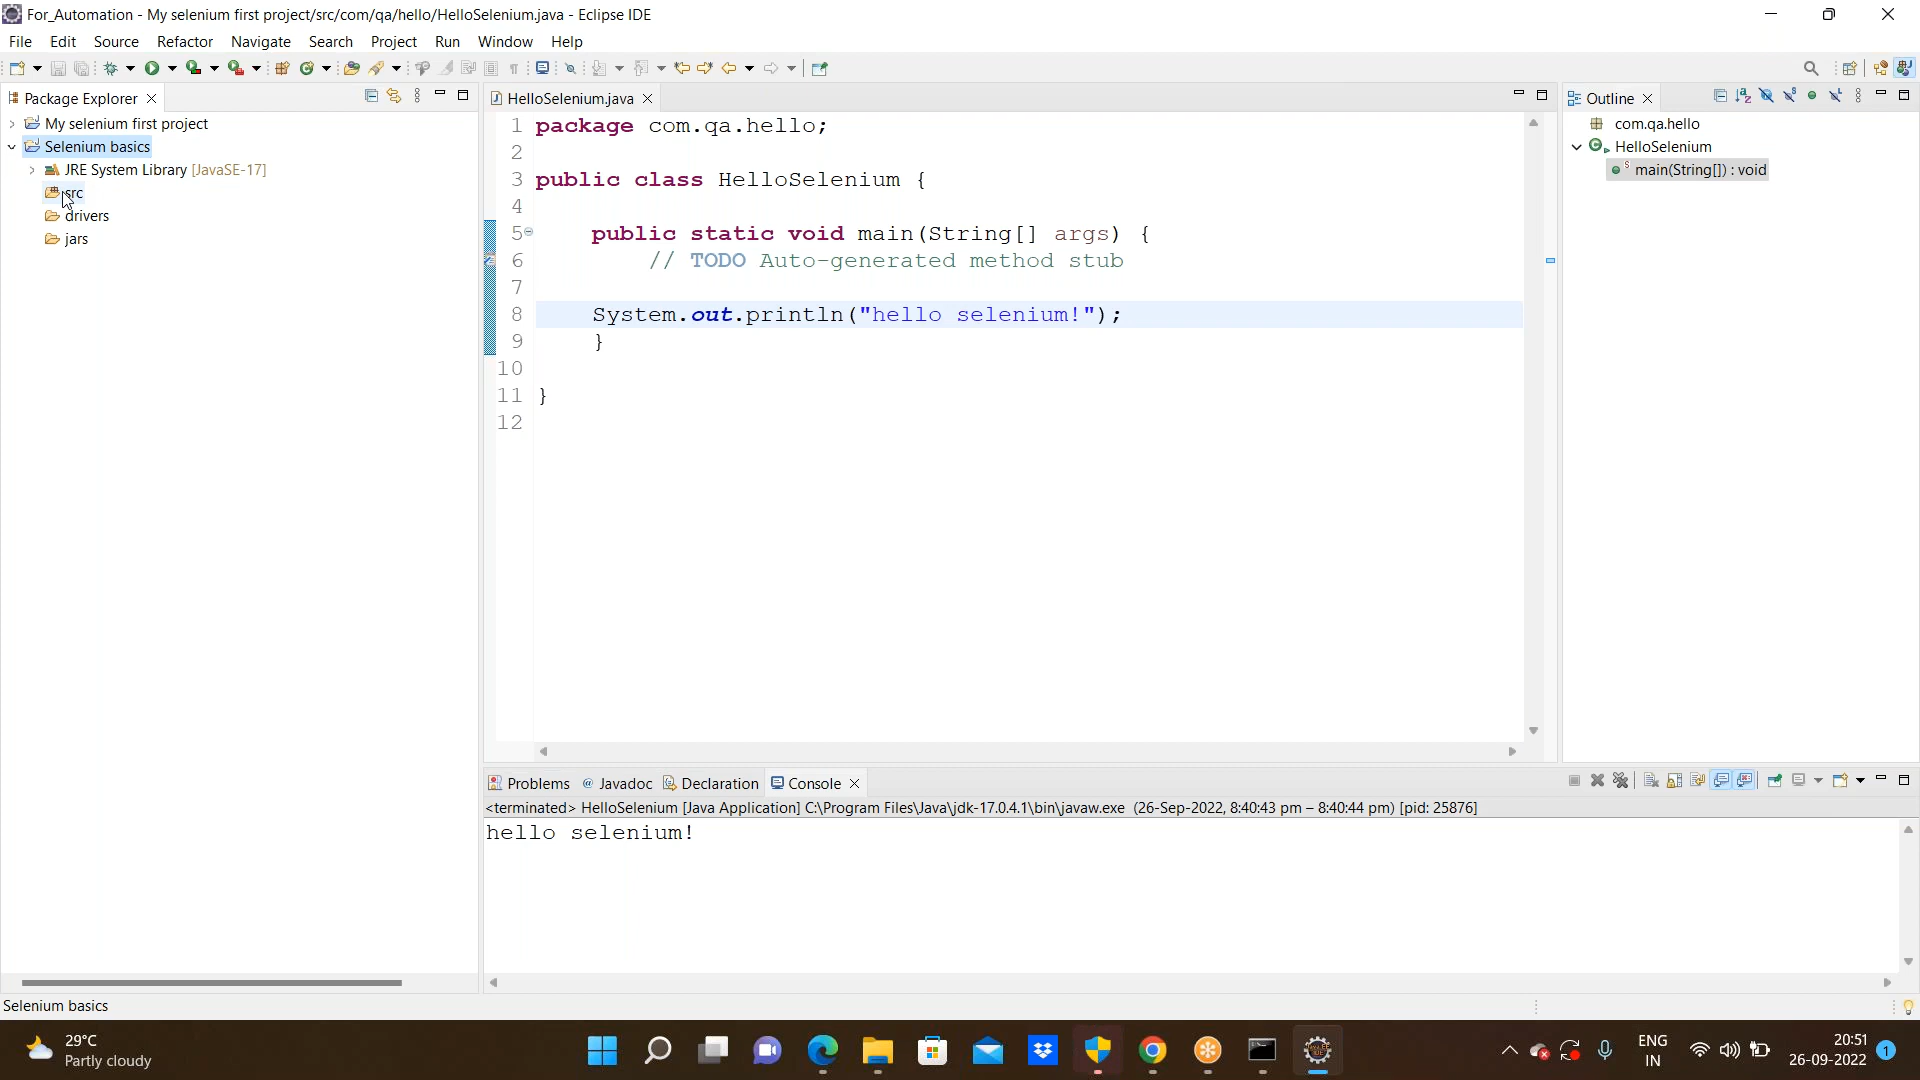 For_Automation - My selenium first project/src/com/qa/hello/HelloSelenium.java - Eclipse IDE
File Edit Source Refactor Navigate Search Project Run Window Help
Package Explorer
My selenium first project
Selenium basics
JRE System Library [JavaSE-17]
src
drivers
jars
HelloSelenium.java
1 package com.qa.hello;
2
3 public class HelloSelenium {
4
5 public static void main(String[] args) {
6 // TODO Auto-generated method stub
7
8 System.out.println("hello selenium!");
9 }
10
11 }
12
Outline
com.qa.hello
HelloSelenium
main(String[]) : void
Problems Javadoc Declaration Console
<terminated> HelloSelenium [Java Application] C:\Program Files\Java\jdk-17.0.4.1\bin\javaw.exe (26-Sep-2022, 8:40:43 pm – 8:40:44 pm) [pid: 25876]
hello selenium!
Selenium basics
29°C
Partly cloudy
ENG
IN
20:51
26-09-2022
1